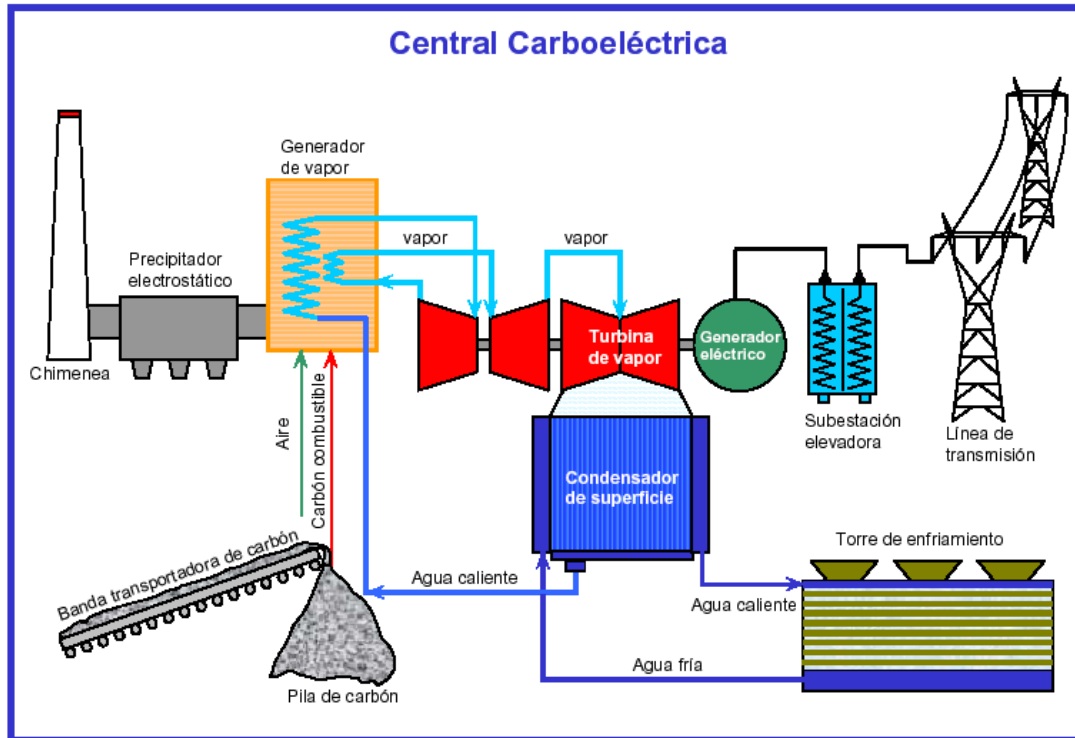 Central Carboeléctrica
Generador
de vapor
vapor
vapor
Precipitador
electrostático
Turbina
de vapor
Generador
eléctrico
Chimenea
Aire
Carbón combustible
Subestación
elevadora
Línea de
transmisión
Condensador
de superficie
Banda transportadora de carbón
Torre de enfriamiento
Agua caliente
Agua caliente
Agua fría
Pila de carbón